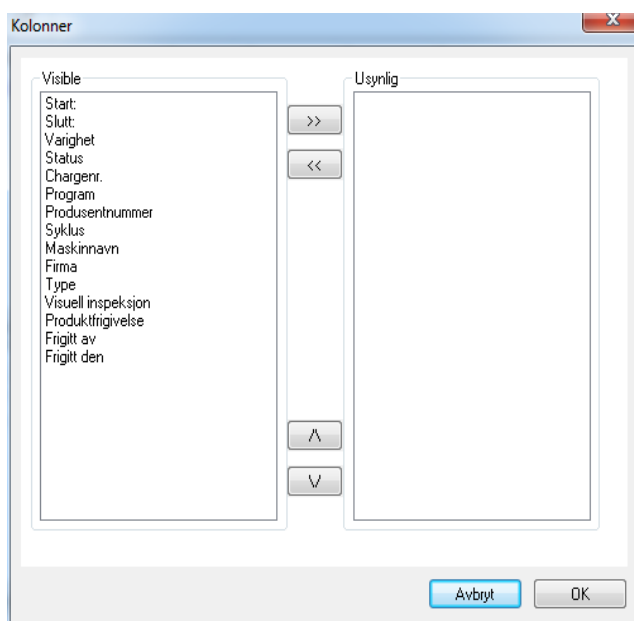 Kolonner
X
Visible
Usynlig
Start:
Slutt:
Varighet
Status
Chargenr.
Program
Produsentnummer
Syklus
Maskinnavn
Firma
Type
Visuell inspeksjon
Produktfrigivelse
Frigitt av
Frigitt den
>>
<<
/\
\/
Avbryt
OK